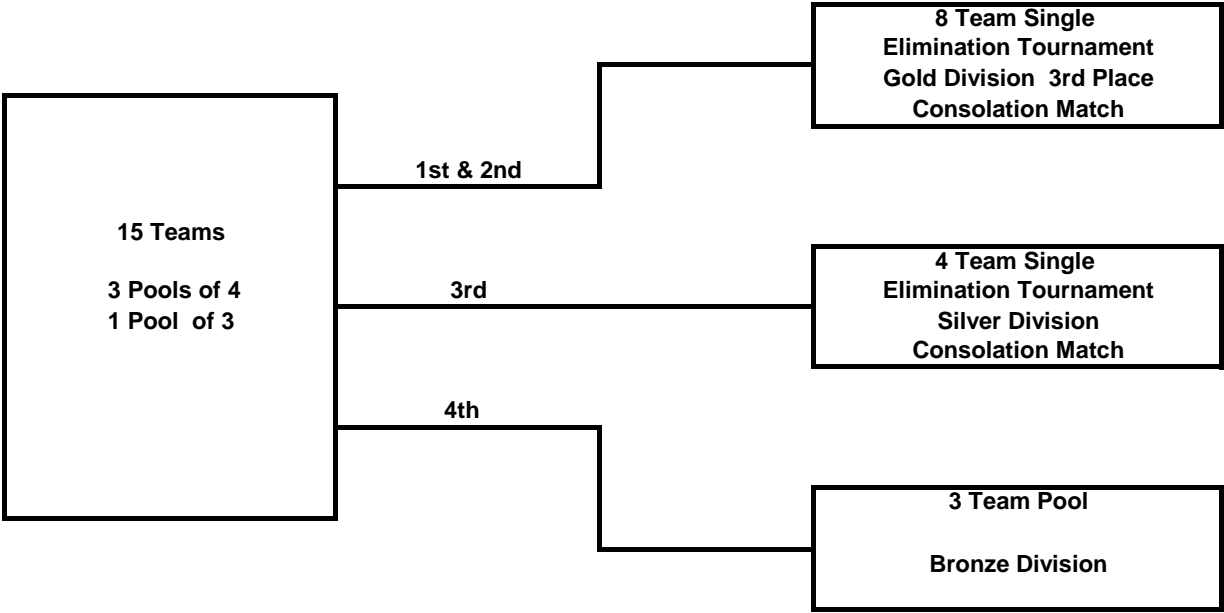 15 Teams
3 Pools of 4
1 Pool of 3
1st & 2nd
3rd
4th
8 Team Single
Elimination Tournament
Gold Division 3rd Place
Consolation Match
4 Team Single
Elimination Tournament
Silver Division
Consolation Match
3 Team Pool
Bronze Division